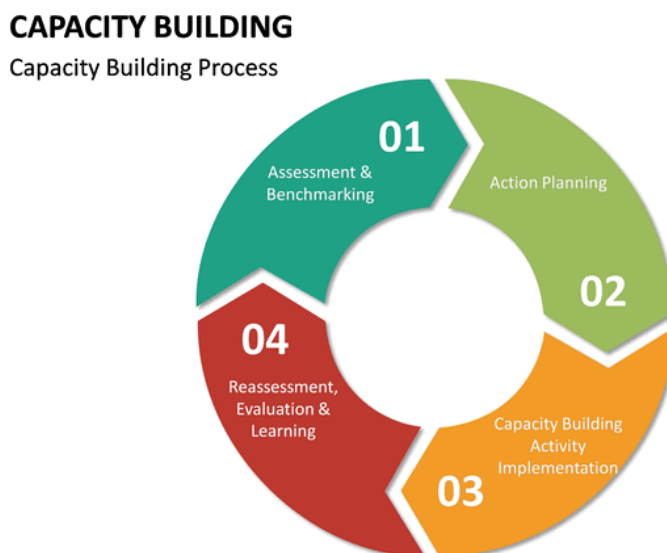 CAPACITY BUILDING
Capacity Building Process
01
Assessment &
Benchmarking
Action Planning
02
Capacity Building
Activity
Implementation
03
04
Reassessment,
Evaluation &
Learning